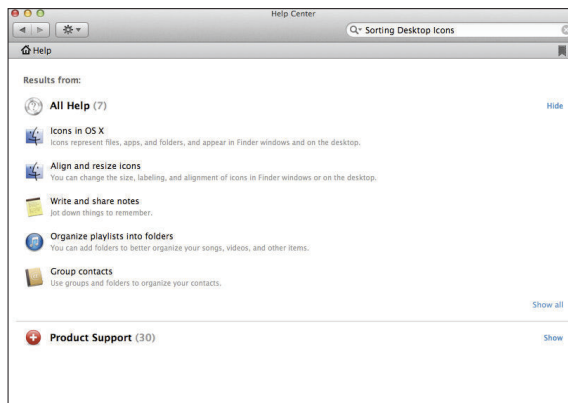 Help Center
Sorting Desktop Icons
Help
Results from:
All Help (7)
Hide
Icons in OS X
Icons represent files, apps, and folders, and appear in Finder windows and on the desktop.
Align and resize icons
You can change the size, labeling, and alignment of icons in Finder windows or on the desktop.
Write and share notes
Jot down things to remember.
Organize playlists into folders
You can add folders to better organize your songs, videos, and other items.
Group contacts
Use groups and folders to organize your contacts.
Show all
Product Support (30)
Show